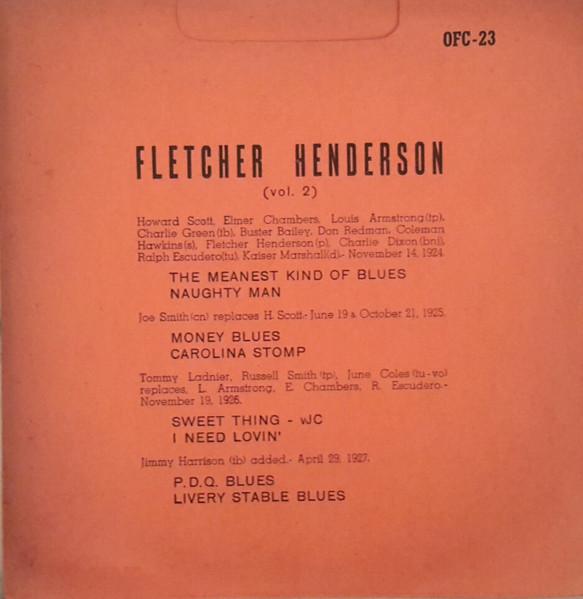 OFC-23
FLETCHER HENDERSON
(vol. 2)
Howard Scott, Elmer Chambers, Louis Armstrong(tp),
Charlie Green(tb), Buster Bailey, Don Redman, Coleman
Hawkins(s), Fletcher Henderson(p), Charlie Dixon(bnj),
Ralph Escudero(tu), Kaiser Marshall(d)- November 14, 1924.
THE MEANEST KIND OF BLUES
NAUGHTY MAN
Joe Smith(cn) replaces H. Scott- June 19 & October 21, 1925.
MONEY BLUES
CAROLINA STOMP
Tommy Ladnier, Russell Smith(tp), June Coles(tu-vo)
replaces, L. Armstrong, E. Chambers, R. Escudero.-
November 19, 1926.
SWEET THING - vJC
I NEED LOVIN'
Jimmy Harrison (tb) added.- April 29, 1927.
P.D.Q. BLUES
LIVERY STABLE BLUES